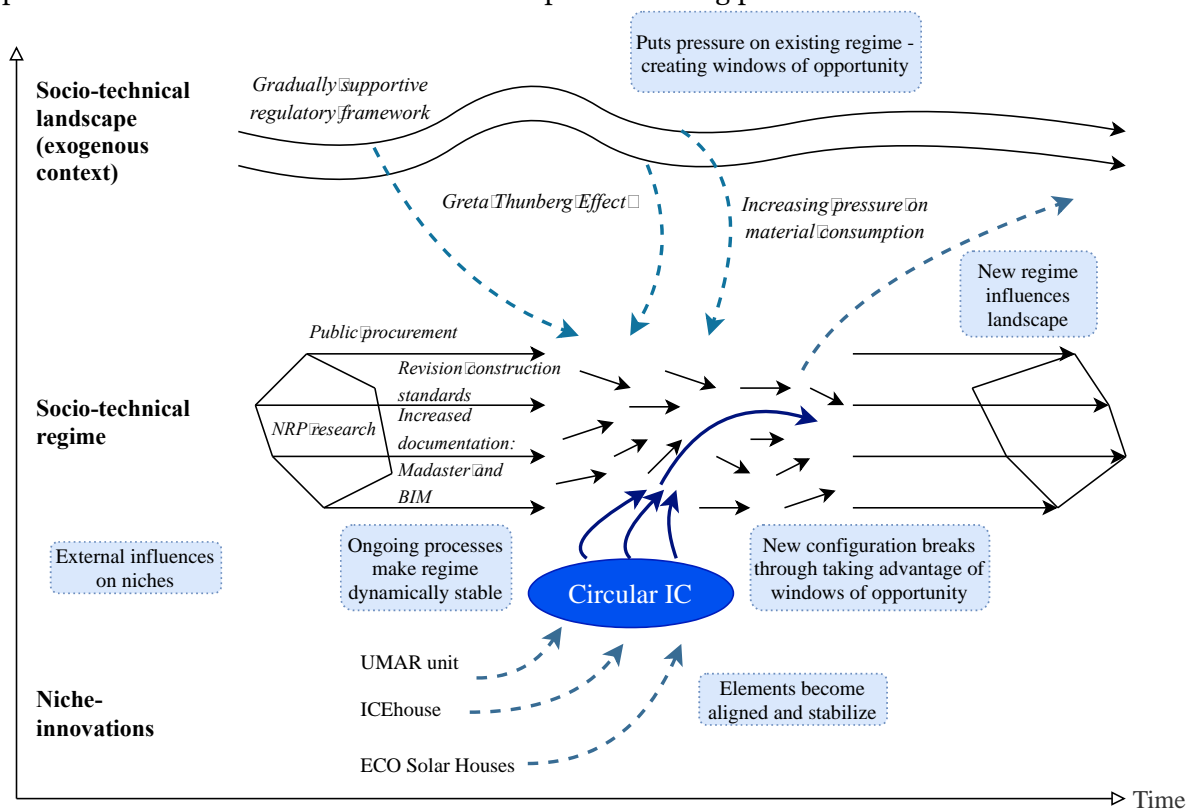 Puts pressure on existing regime -
creating windows of opportunity
Gradually supportive
regulatory framework
Socio-technical
landscape
(exogenous
context)
Greta Thunberg Effect
Increasing pressure on
material consumption
New regime
influences
landscape
Public procurement
Revision construction
standards
Socio-technical
regime
NRP research
Increased
documentation:
Madaster and
BIM
External influences
on niches
Ongoing processes
make regime
dynamically stable
New configuration breaks
through taking advantage of
windows of opportunity
Circular IC
UMAR unit
ICEhouse
ECO Solar Houses
Niche-
innovations
Elements become
aligned and stabilize
Time